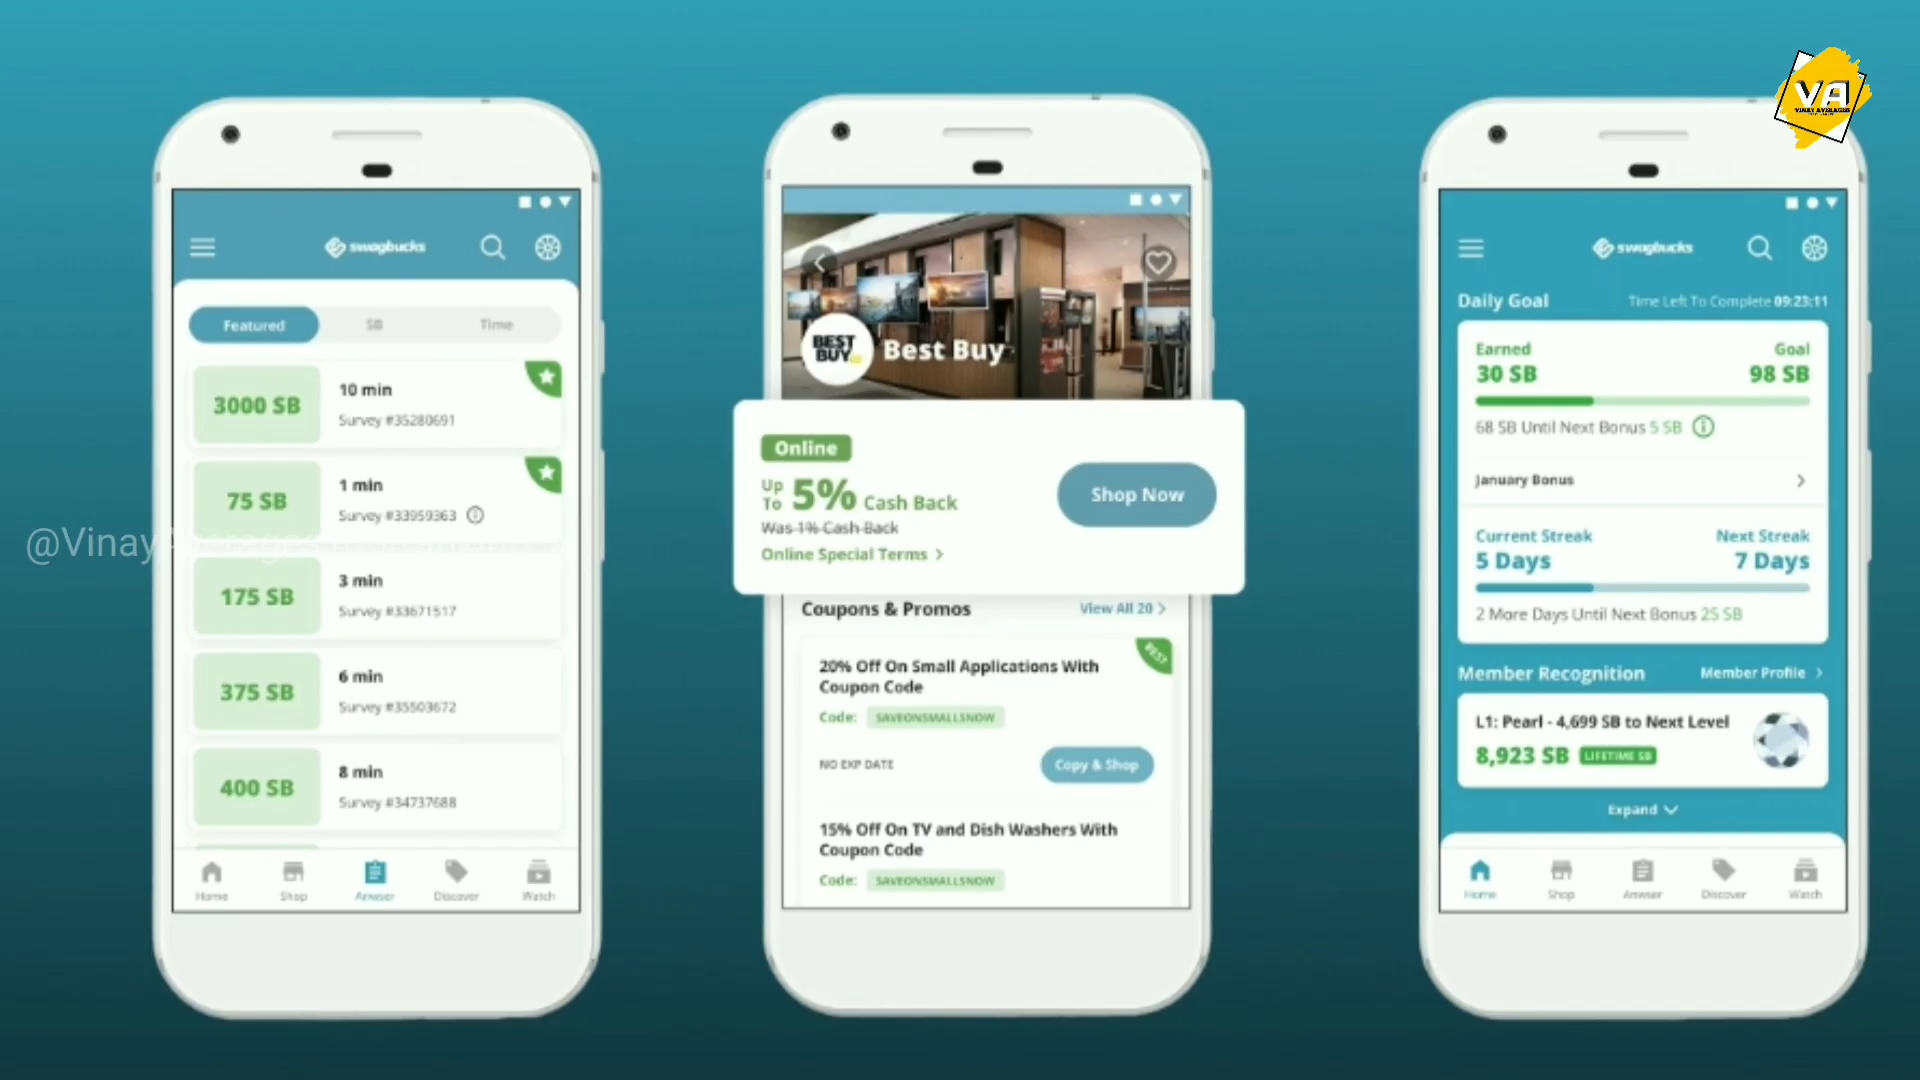 swagbucks
Featured
SB
Time
3000 SB
10 min
Survey #35280691
75 SB
1 min
Survey #33959363
175 SB
3 min
Survey #33671517
375 SB
6 min
Survey #35503672
400 SB
8 min
Survey #34737688
Home
Shop
Answer
Discover
Watch
@Vinay
BEST BUY
Best Buy
Online
Up To 5% Cash Back
Was 1% Cash Back
Online Special Terms >
Shop Now
Coupons & Promos
View All 20 >
BEST
20% Off On Small Applications With
Coupon Code
Code: SAVEONSMALLSNOW
NO EXP DATE
Copy & Shop
15% Off On TV and Dish Washers With
Coupon Code
Code: SAVEONSMALLSNOW
VA
VINAY AVERAGES
swagbucks
Daily Goal
Time Left To Complete 09:23:11
Earned
Goal
30 SB
98 SB
68 SB Until Next Bonus 5 SB
January Bonus
Current Streak
Next Streak
5 Days
7 Days
2 More Days Until Next Bonus 25 SB
Member Recognition
Member Profile >
L1: Pearl - 4,699 SB to Next Level
8,923 SB LIFETIME SB
Expand
Home
Shop
Answer
Discover
Watch